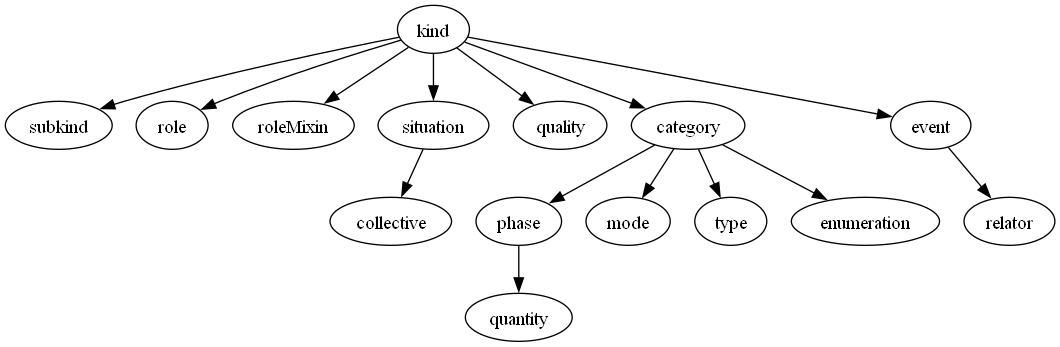 kind
subkind
role
roleMixin
situation
quality
category
event
collective
phase
mode
type
enumeration
relator
quantity